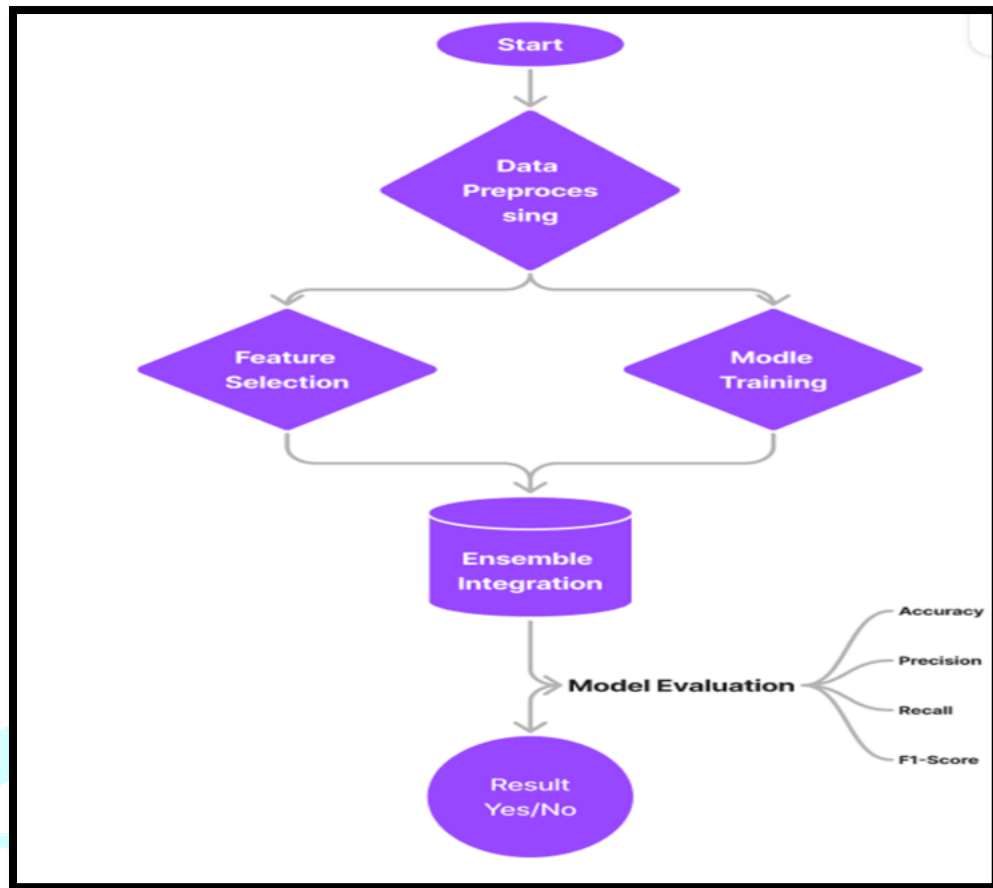 Start
Data
Preproces
sing
Feature
Selection
Modle
Training
Ensemble
Integration
Model Evaluation
Accuracy
Precision
Recall
F1-Score
Result
Yes/No